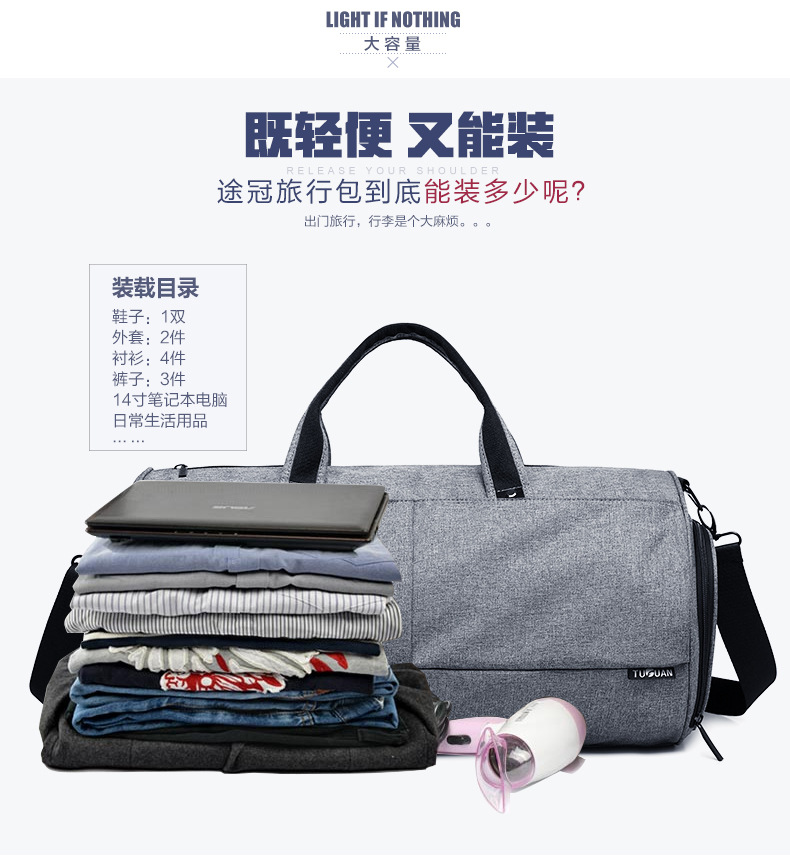 LIGHT IF NOTHING
大容量
既轻便 又能装
RELEASE YOUR SHOULDER
途冠旅行包到底能装多少呢?
出门旅行，行李是个大麻烦。。。
装载目录
鞋子：1双
外套：2件
衬衫：4件
裤子：3件
14寸笔记本电脑
日常生活用品
... ...
ASUS
TUGUAN